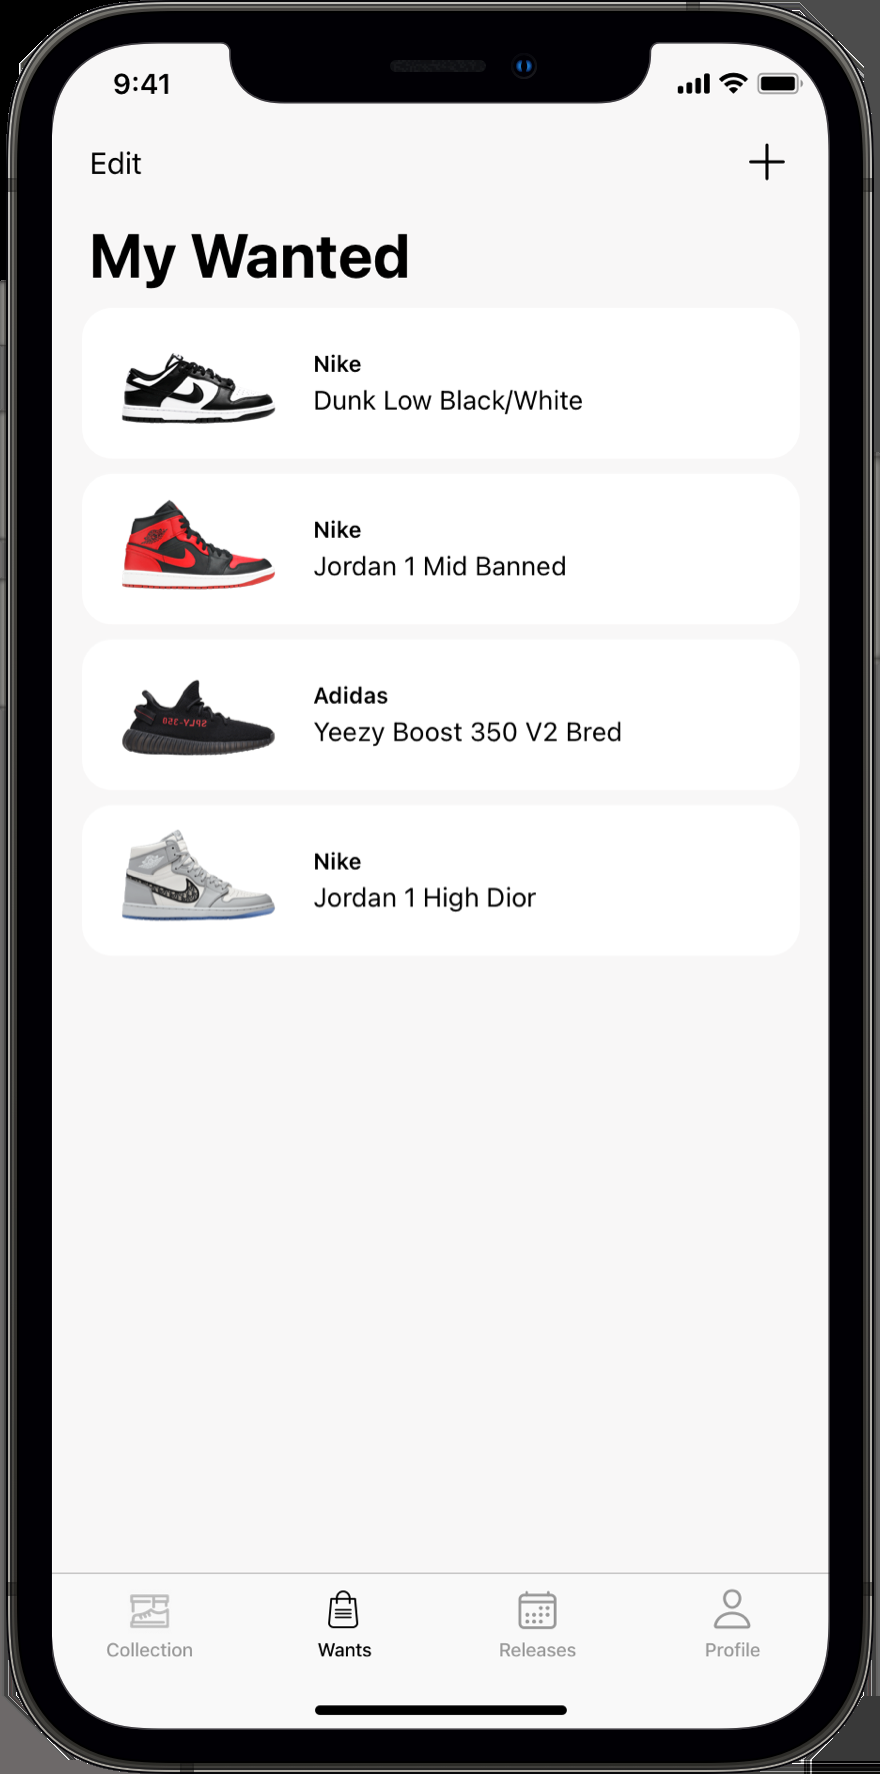 9:41
Edit
My Wanted
Nike
Dunk Low Black/White
Nike
Jordan 1 Mid Banned
SPLY-350
Adidas
Yeezy Boost 350 V2 Bred
Nike
Jordan 1 High Dior
Collection
Wants
Releases
Profile